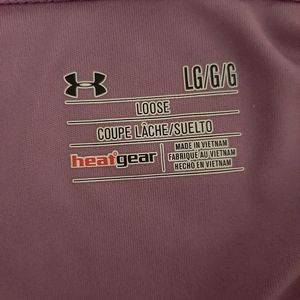 LG/G/G
LOOSE
COUPE LÂCHE/SUELTO
heatgear
MADE IN VIETNAM
FABRIQUÉ AU VIETNAM
HECHO EN VIETNAM